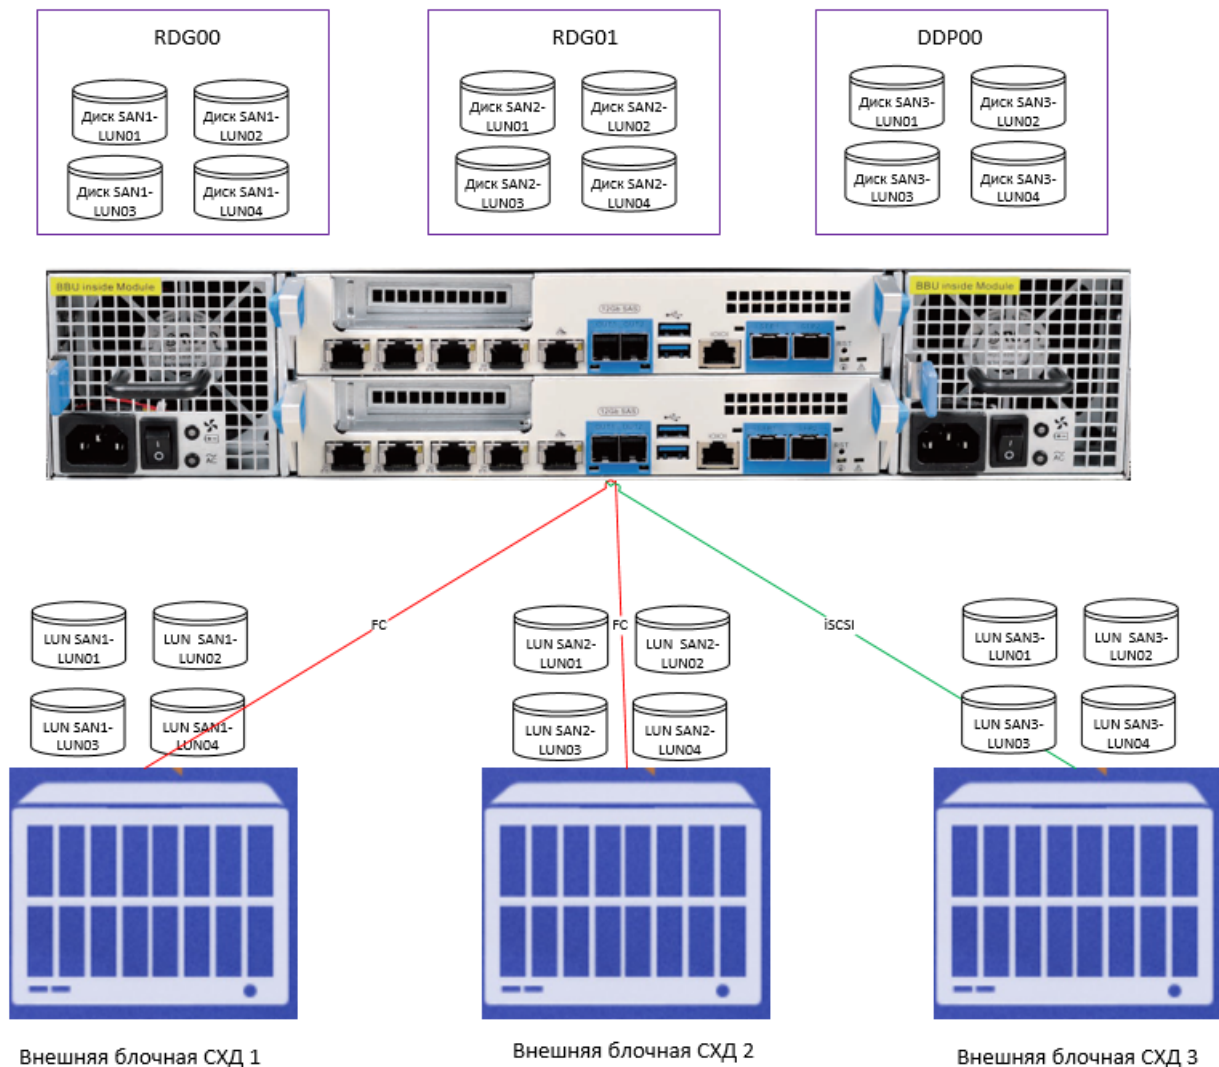 RDG00
RDG01
DDP00
Диск SAN1-
LUN01
Диск SAN1-
LUN02
Диск SAN2-
LUN01
Диск SAN2-
LUN02
Диск SAN3-
LUN01
Диск SAN3-
LUN02
Диск SAN1-
LUN03
Диск SAN1-
LUN04
Диск SAN2-
LUN03
Диск SAN2-
LUN04
Диск SAN3-
LUN03
Диск SAN3-
LUN04
BBU inside Module
12Gb SAS
BBU inside Module
RST
AC
12Gb SAS
RST
AC
FC
FC
iSCSI
LUN SAN1-
LUN01
LUN SAN1-
LUN02
LUN SAN2-
LUN01
LUN SAN2-
LUN02
LUN SAN3-
LUN01
LUN SAN3-
LUN02
LUN SAN1-
LUN03
LUN SAN1-
LUN04
LUN SAN2-
LUN03
LUN SAN2-
LUN04
LUN SAN3-
LUN03
LUN SAN3-
LUN04
Внешняя блочная СХД 1
Внешняя блочная СХД 2
Внешняя блочная СХД 3